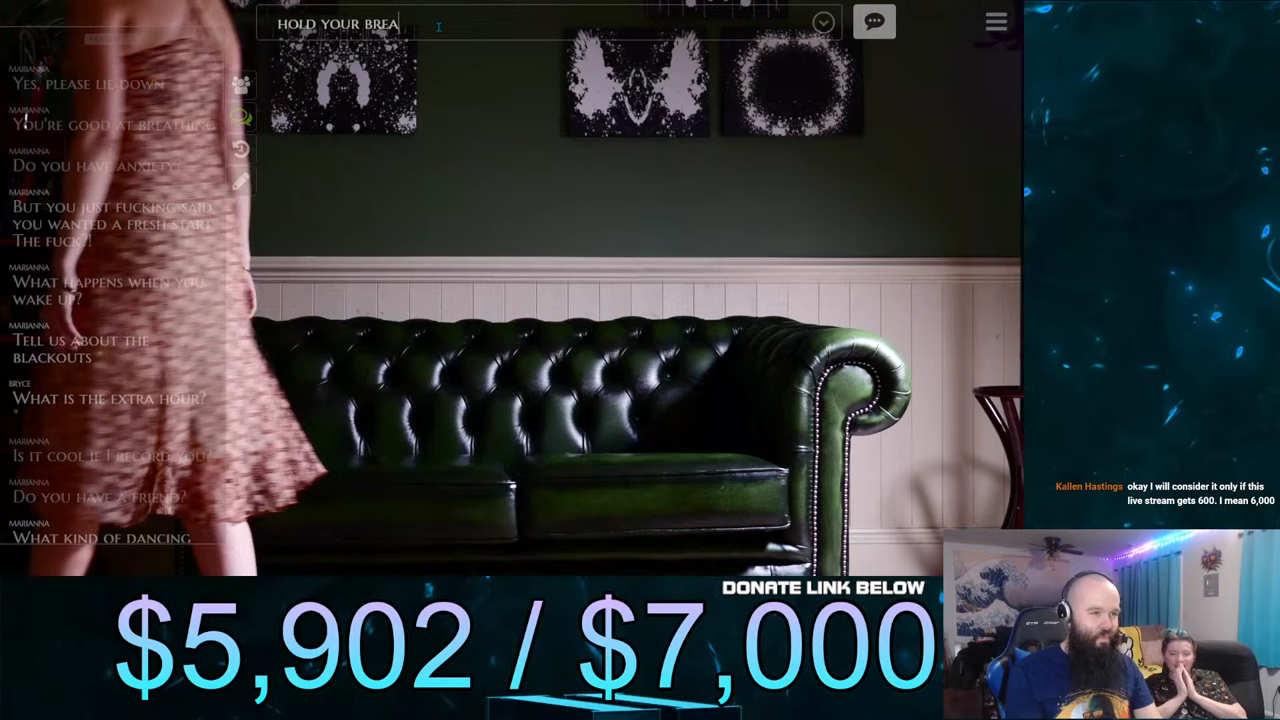 HOLD YOUR BREA
MARIANNA
YES, PLEASE LIE DOWN
MARIANNA
YOU'RE GOOD AT BREATHING
MARIANNA
DO YOU HAVE ANXIETY?
MARIANNA
BUT YOU JUST FUCKING SAID
YOU WANTED A FRESH START.
THE FUCK?!
MARIANNA
WHAT HAPPENS WHEN YOU
WAKE UP?
MARIANNA
TELL US ABOUT THE
BLACKOUTS
BRYCE
WHAT IS THE EXTRA HOUR?
MARIANNA
IS IT COOL IF I RECORD YOU?
MARIANNA
DO YOU HAVE A FRIEND?
MARIANNA
WHAT KIND OF DANCING
Kallen Hastings okay I will consider it only if this
live stream gets 600. I mean 6,000
DONATE LINK BELOW
$5,902 / $7,000